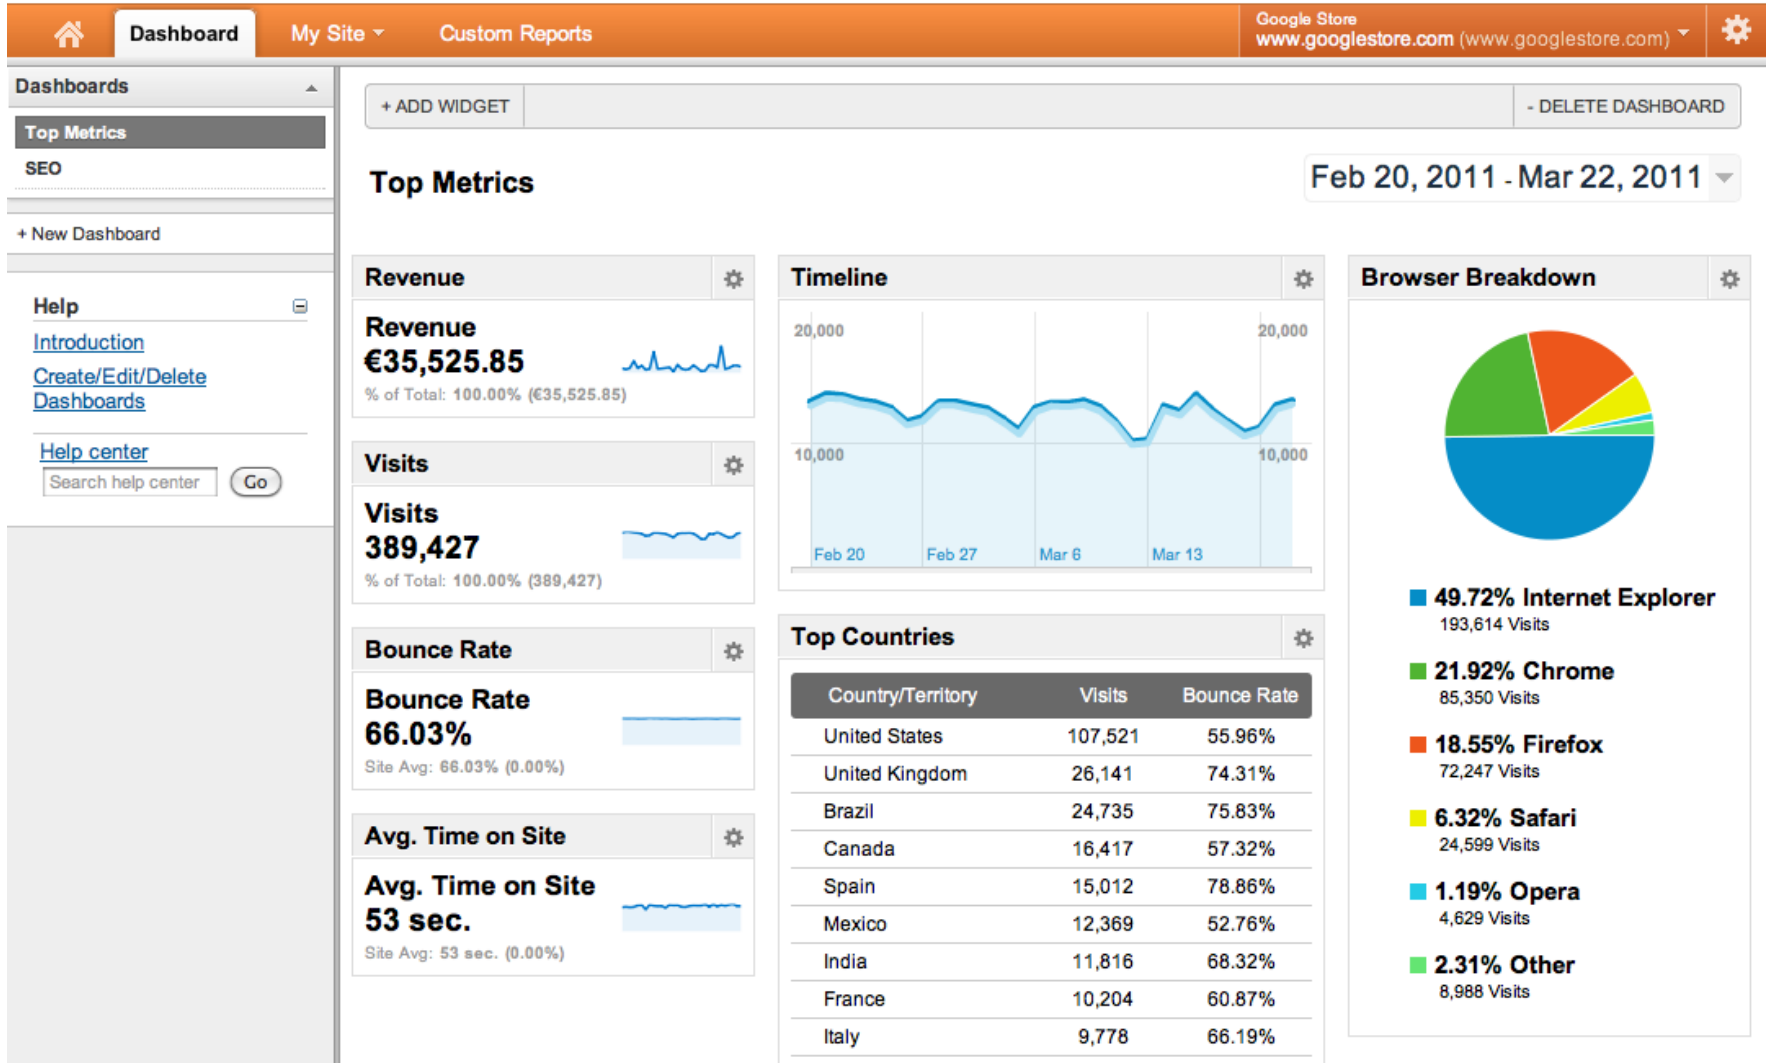 Dashboard
My Site
Custom Reports
Google Store
www.googlestore.com (www.googlestore.com)
Dashboards
Top Metrics
SEO
+ New Dashboard
Help
Introduction
Create/Edit/Delete
Dashboards
Help center
Search help center
Go
+ ADD WIDGET
- DELETE DASHBOARD
Top Metrics
Feb 20, 2011 - Mar 22, 2011
Revenue
Revenue
€35,525.85
% of Total: 100.00% (€35,525.85)
Visits
Visits
389,427
% of Total: 100.00% (389,427)
Bounce Rate
Bounce Rate
66.03%
Site Avg: 66.03% (0.00%)
Avg. Time on Site
Avg. Time on Site
53 sec.
Site Avg: 53 sec. (0.00%)
Timeline
20,000 20,000
10,000 10,000
Feb 20 Feb 27 Mar 6 Mar 13
Top Countries
Country/Territory Visits Bounce Rate
United States 107,521 55.96%
United Kingdom 26,141 74.31%
Brazil 24,735 75.83%
Canada 16,417 57.32%
Spain 15,012 78.86%
Mexico 12,369 52.76%
India 11,816 68.32%
France 10,204 60.87%
Italy 9,778 66.19%
Browser Breakdown
49.72% Internet Explorer
193,614 Visits
21.92% Chrome
85,350 Visits
18.55% Firefox
72,247 Visits
6.32% Safari
24,599 Visits
1.19% Opera
4,629 Visits
2.31% Other
8,988 Visits